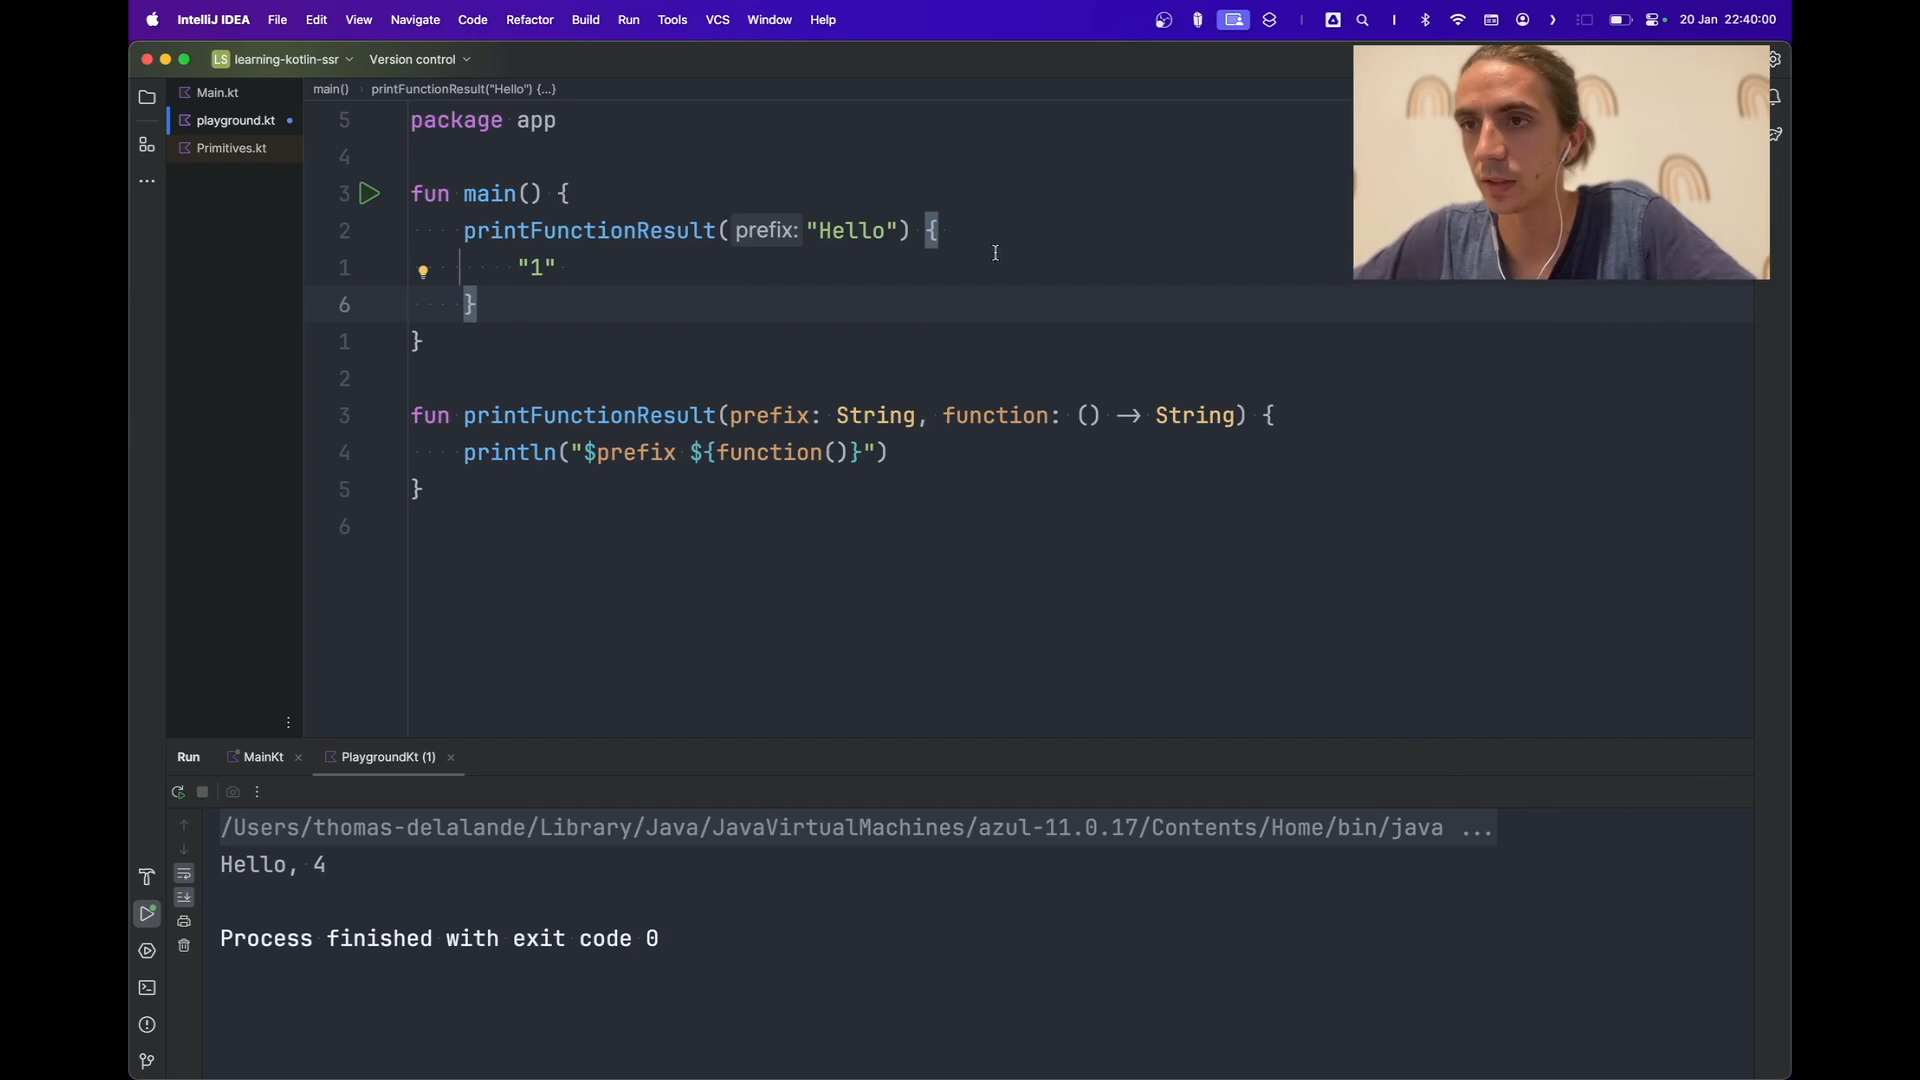 IntelliJ IDEA File Edit View Navigate Code Refactor Build Run Tools VCS Window Help 20 Jan 22:40:00
LS learning-kotlin-ssr Version control
Main.kt
playground.kt
Primitives.kt
main() > printFunctionResult("Hello") {...}
5 package app
4
3 fun main() {
2 printFunctionResult( prefix: "Hello") {
1 "1"
6 }
1 }
2
3 fun printFunctionResult(prefix: String, function: () → String) {
4 println("$prefix ${function()}")
5 }
6
Run MainKt PlaygroundKt (1)
/Users/thomas-delalande/Library/Java/JavaVirtualMachines/azul-11.0.17/Contents/Home/bin/java ...
Hello, 4
Process finished with exit code 0